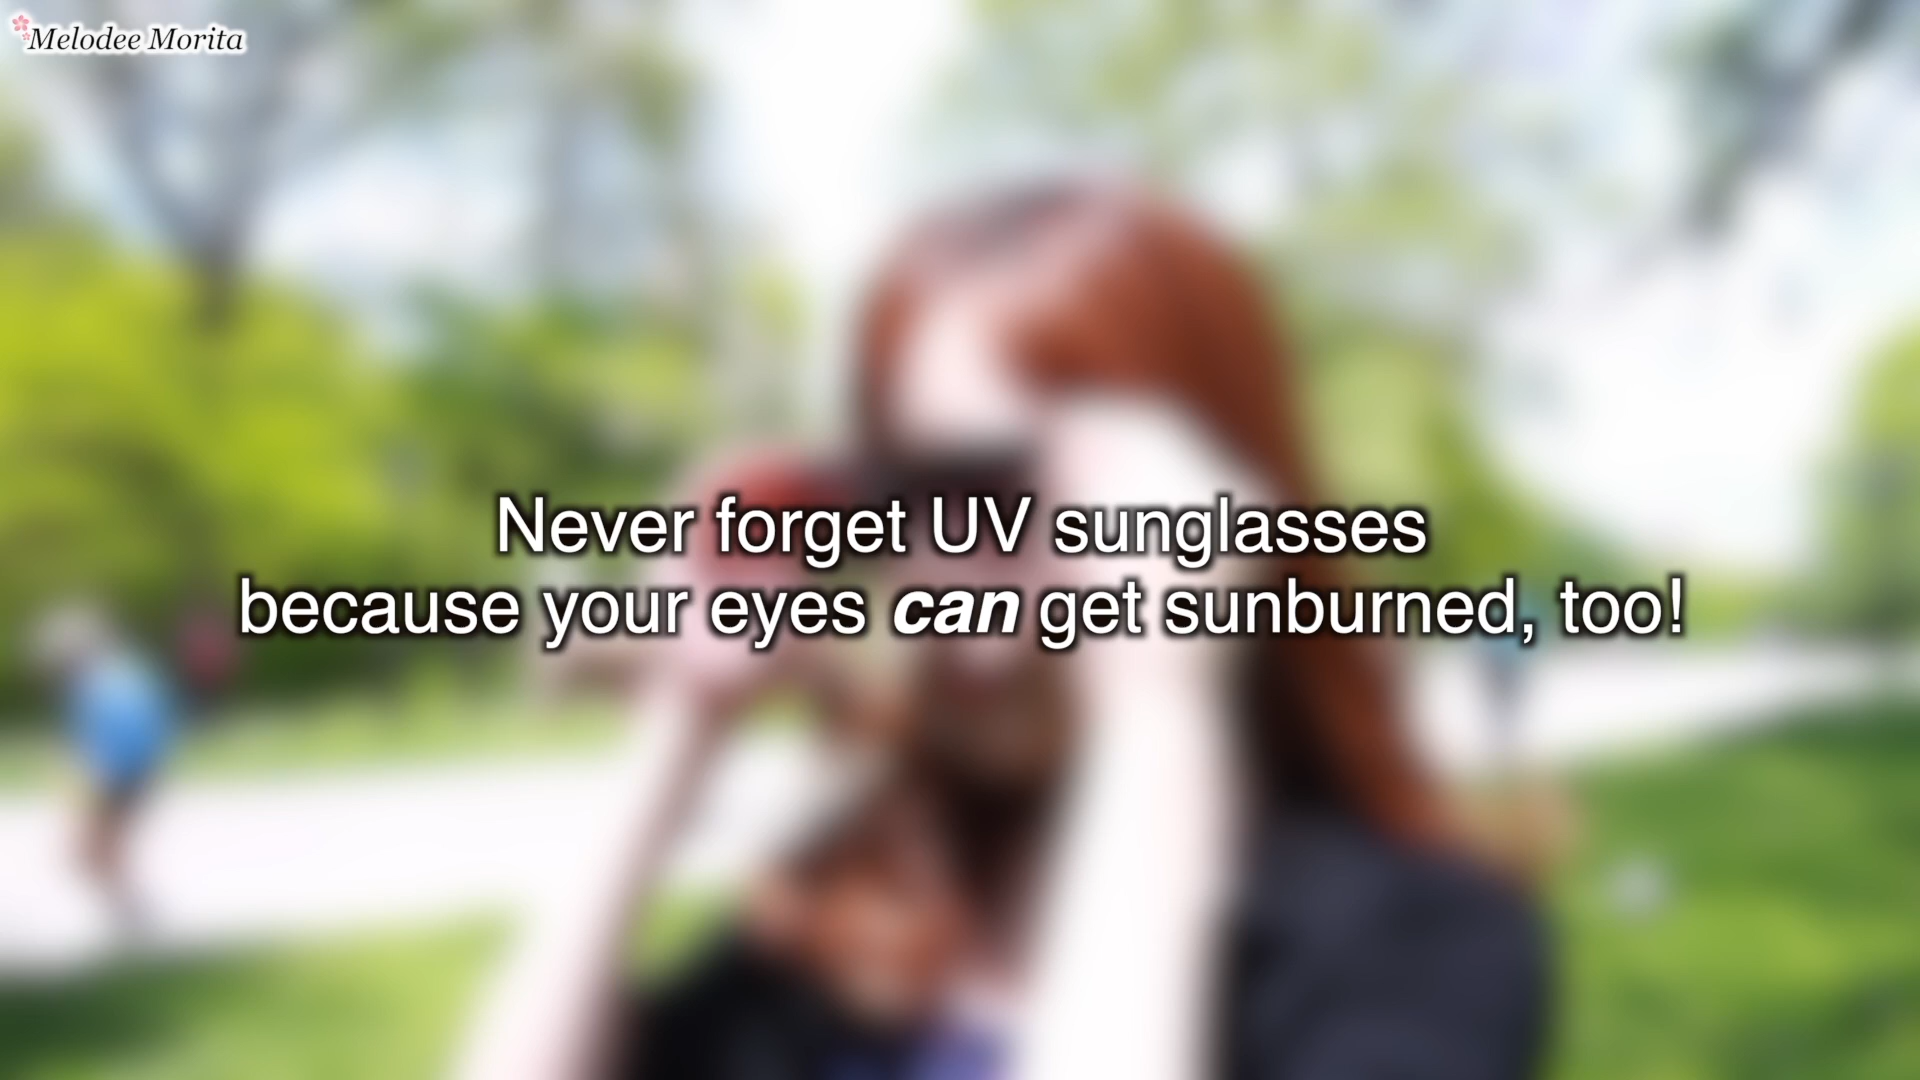 Melodee Morita
Never forget UV sunglasses
because your eyes can get sunburned, too!